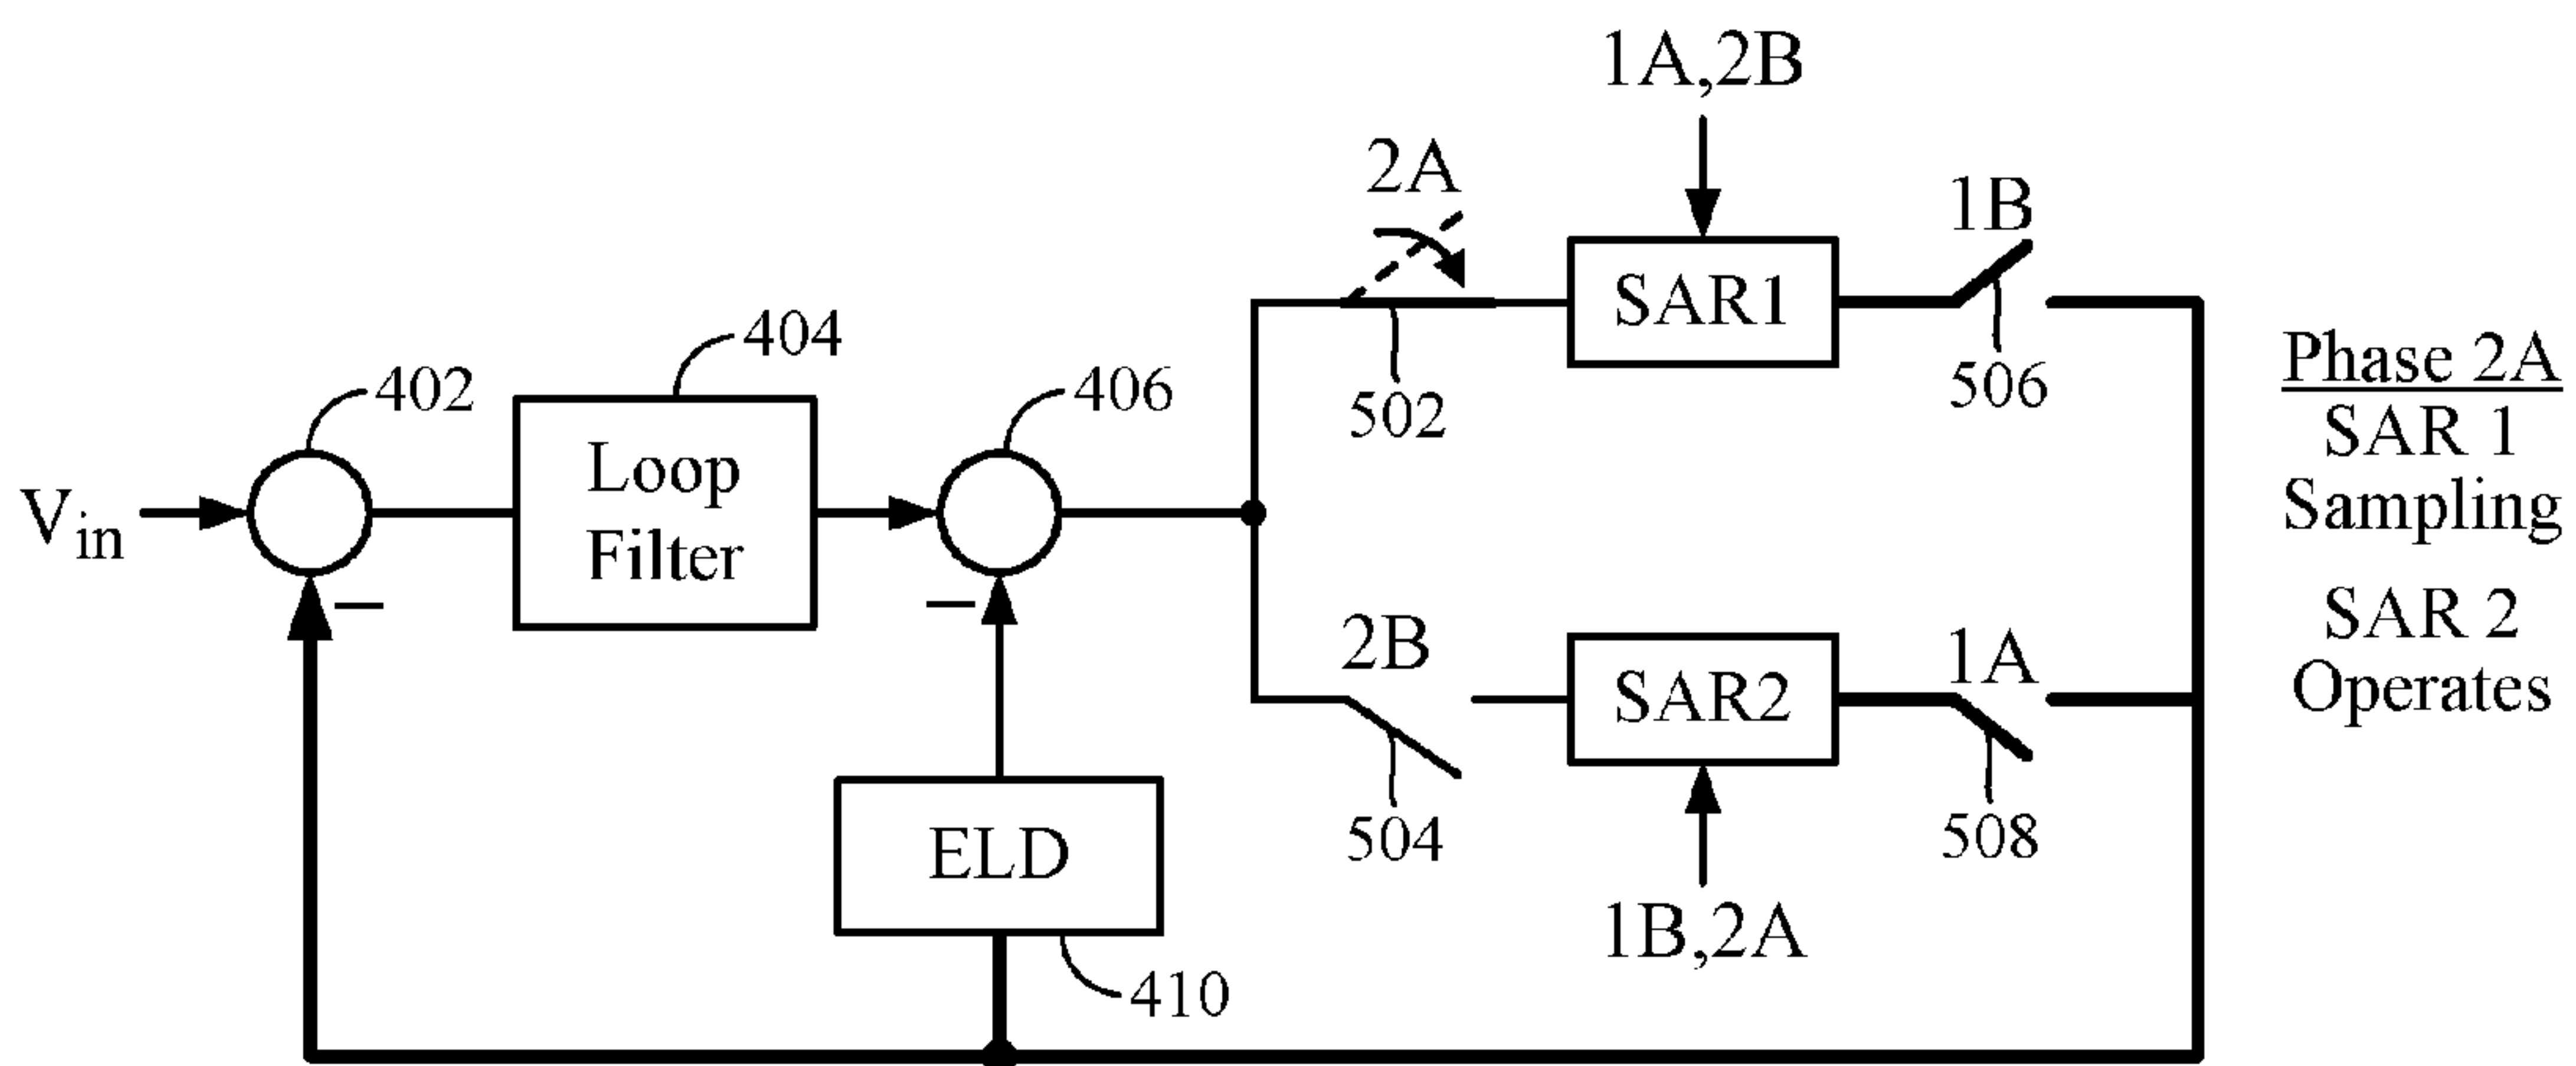 1A,2B
2A
1B
SAR1
506
502
404
402
406
Loop
Filter
Vin
−
−
Phase 2A
SAR 1
Sampling
SAR 2
Operates
2B
1A
SAR2
504
508
ELD
1B,2A
410